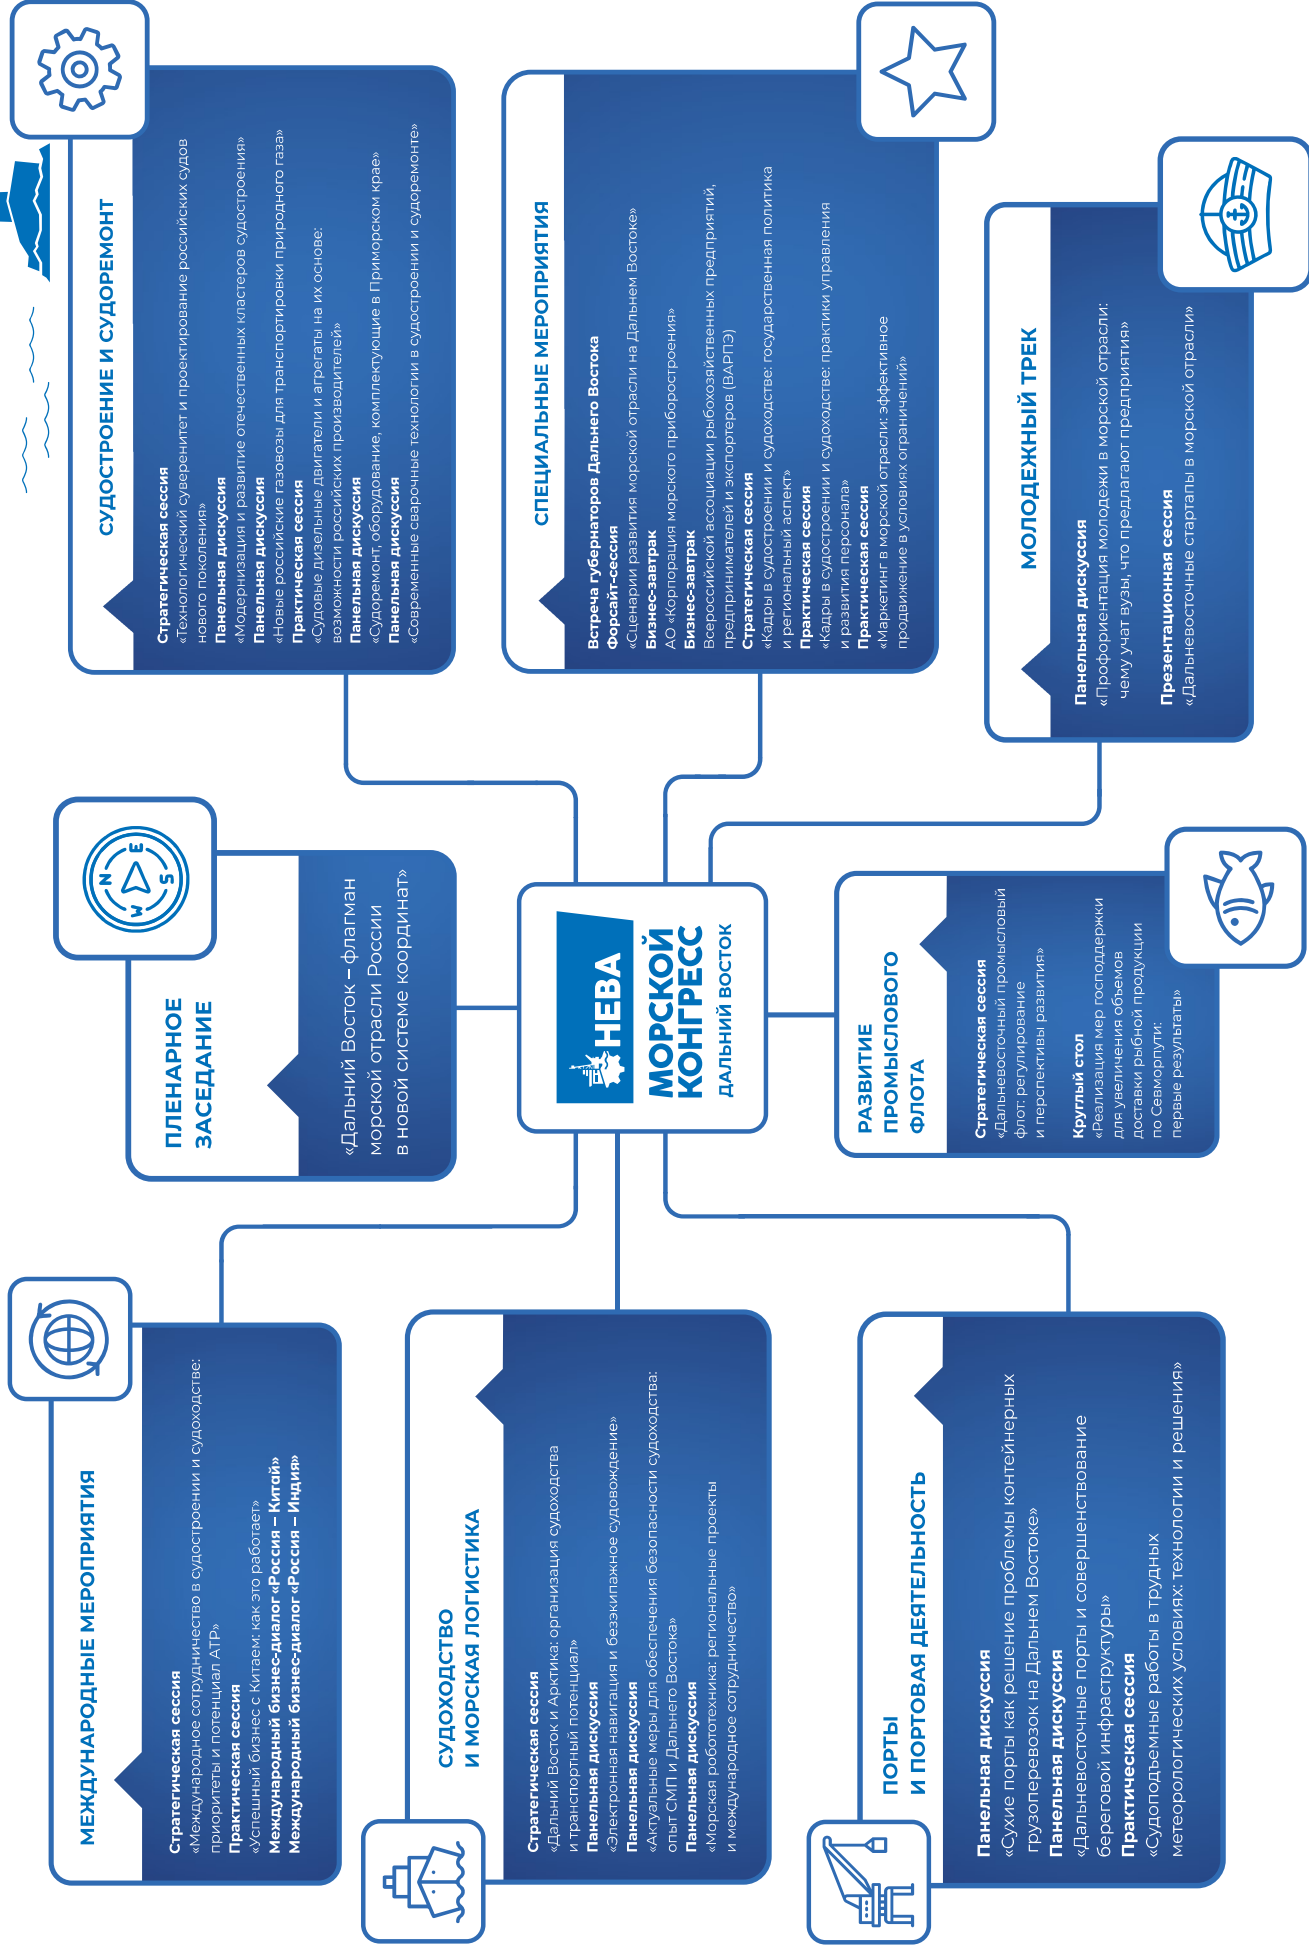 МЕЖДУНАРОДНЫЕ МЕРОПРИЯТИЯ
Стратегическая сессия
«Международное сотрудничество в судостроении и судоходстве:
приоритеты и потенциал АТР»
Практическая сессия
«Успешный бизнес с Китаем: как это работает»
Международный бизнес-диалог «Россия – Китай»
Международный бизнес-диалог «Россия – Индия»
ПЛЕНАРНОЕ
ЗАСЕДАНИЕ
N
E
S
W
«Дальний Восток – флагман
морской отрасли России
в новой системе координат»
СУДОСТРОЕНИЕ И СУДОРЕМОНТ
Стратегическая сессия
«Технологический суверенитет и проектирование российских судов
нового поколения»
Панельная дискуссия
«Модернизация и развитие отечественных кластеров судостроения»
Панельная дискуссия
«Новые российские газовозы для транспортировки природного газа»
Практическая сессия
«Судовые дизельные двигатели и агрегаты на их основе:
возможности российских производителей»
Панельная дискуссия
«Судоремонт, оборудование, комплектующие в Приморском крае»
Панельная дискуссия
«Современные сварочные технологии в судостроении и судоремонте»
СУДОХОДСТВО
И МОРСКАЯ ЛОГИСТИКА
Стратегическая сессия
«Дальний Восток и Арктика: организация судоходства
и транспортный потенциал»
Панельная дискуссия
«Электронная навигация и безэкипажное судовождение»
Панельная дискуссия
«Актуальные меры для обеспечения безопасности судоходства:
опыт СМП и Дальнего Востока»
Панельная дискуссия
«Морская робототехника: региональные проекты
и международное сотрудничество»
НЕВА
МОРСКОЙ
КОНГРЕСС
ДАЛЬНИЙ ВОСТОК
СПЕЦИАЛЬНЫЕ МЕРОПРИЯТИЯ
Встреча губернаторов Дальнего Востока
Форсайт-сессия
«Сценарии развития морской отрасли на Дальнем Востоке»
Бизнес-завтрак
АО «Корпорация морского приборостроения»
Бизнес-завтрак
Всероссийской ассоциации рыбохозяйственных предприятий,
предпринимателей и экспортеров (ВАРПЭ)
Стратегическая сессия
«Кадры в судостроении и судоходстве: государственная политика
и региональный аспект»
Практическая сессия
«Кадры в судостроении и судоходстве: практики управления
и развития персонала»
Практическая сессия
«Маркетинг в морской отрасли: эффективное
продвижение в условиях ограничений»
ПОРТЫ
И ПОРТОВАЯ ДЕЯТЕЛЬНОСТЬ
Панельная дискуссия
«Сухие порты как решение проблемы контейнерных
грузоперевозок на Дальнем Востоке»
Панельная дискуссия
«Дальневосточные порты и совершенствование
береговой инфраструктуры»
Практическая сессия
«Судоподъемные работы в трудных
метеорологических условиях: технологии и решения»
РАЗВИТИЕ
ПРОМЫСЛОВОГО
ФЛОТА
Стратегическая сессия
«Дальневосточный промысловый
флот: регулирование
и перспективы развития»
Круглый стол
«Реализация мер господдержки
для увеличения объемов
доставки рыбной продукции
по Севморпути:
первые результаты»
МОЛОДЕЖНЫЙ ТРЕК
Панельная дискуссия
«Профориентация молодежи в морской отрасли:
чему учат вузы, что предлагают предприятия»
Презентационная сессия
«Дальневосточные стартапы в морской отрасли»